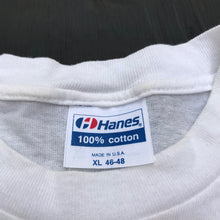 Hanes
100% cotton
MADE IN U.S.A.
XL 46-48